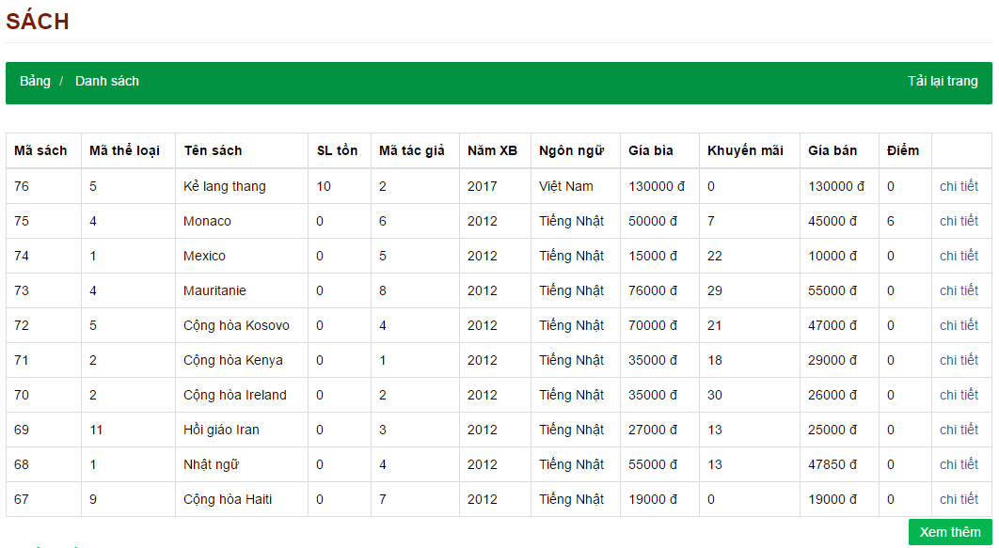 SÁCH
Bảng / Danh sách Tải lại trang
Mã sách Mã thể loại Tên sách SL tồn Mã tác giả Năm XB Ngôn ngữ Gía bìa Khuyến mãi Gía bán Điểm
76 5 Kẻ lang thang 10 2 2017 Việt Nam 130000 đ 0 130000 đ 0 chi tiết
75 4 Monaco 0 6 2012 Tiếng Nhật 50000 đ 7 45000 đ 6 chi tiết
74 1 Mexico 0 5 2012 Tiếng Nhật 15000 đ 22 10000 đ 0 chi tiết
73 4 Mauritanie 0 8 2012 Tiếng Nhật 76000 đ 29 55000 đ 0 chi tiết
72 5 Cộng hòa Kosovo 0 4 2012 Tiếng Nhật 70000 đ 21 47000 đ 0 chi tiết
71 2 Cộng hòa Kenya 0 1 2012 Tiếng Nhật 35000 đ 18 29000 đ 0 chi tiết
70 2 Cộng hòa Ireland 0 2 2012 Tiếng Nhật 35000 đ 30 26000 đ 0 chi tiết
69 11 Hồi giáo Iran 0 3 2012 Tiếng Nhật 27000 đ 13 25000 đ 0 chi tiết
68 1 Nhật ngữ 0 4 2012 Tiếng Nhật 55000 đ 13 47850 đ 0 chi tiết
67 9 Cộng hòa Haiti 0 7 2012 Tiếng Nhật 19000 đ 0 19000 đ 0 chi tiết
Xem thêm